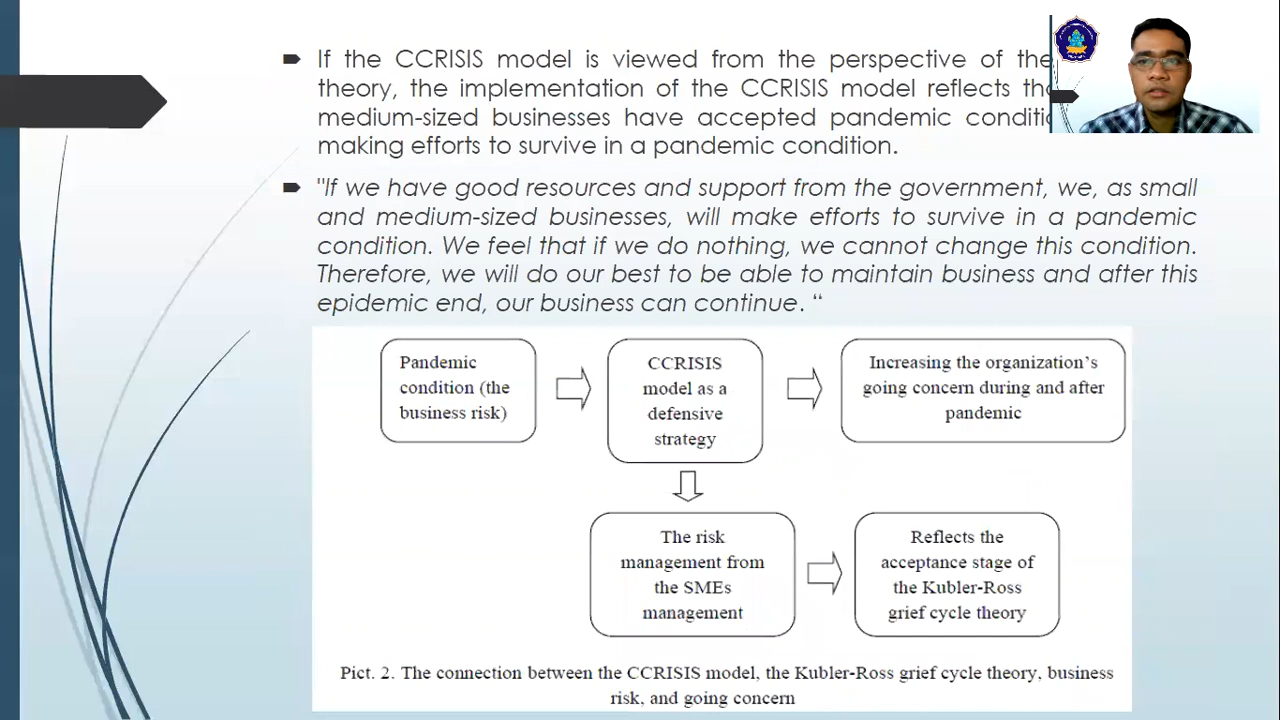 If the CCRISIS model is viewed from the perspective of the
theory, the implementation of the CCRISIS model reflects
medium-sized businesses have accepted pandemic
making efforts to survive in a pandemic condition.
"If we have good resources and support from the government, we, as small
and medium-sized businesses, will make efforts to survive in a pandemic
condition. We feel that if we do nothing, we cannot change this condition.
Therefore, we will do our best to be able to maintain business and after this
epidemic end, our business can continue. “
Pandemic
condition (the
business risk)
CCRISIS
model as a
defensive
strategy
Increasing the organization’s
going concern during and after
pandemic
The risk
management from
the SMEs
management
Reflects the
acceptance stage of
the Kubler-Ross
grief cycle theory
Pict. 2. The connection between the CCRISIS model, the Kubler-Ross grief cycle theory, business
risk, and going concern